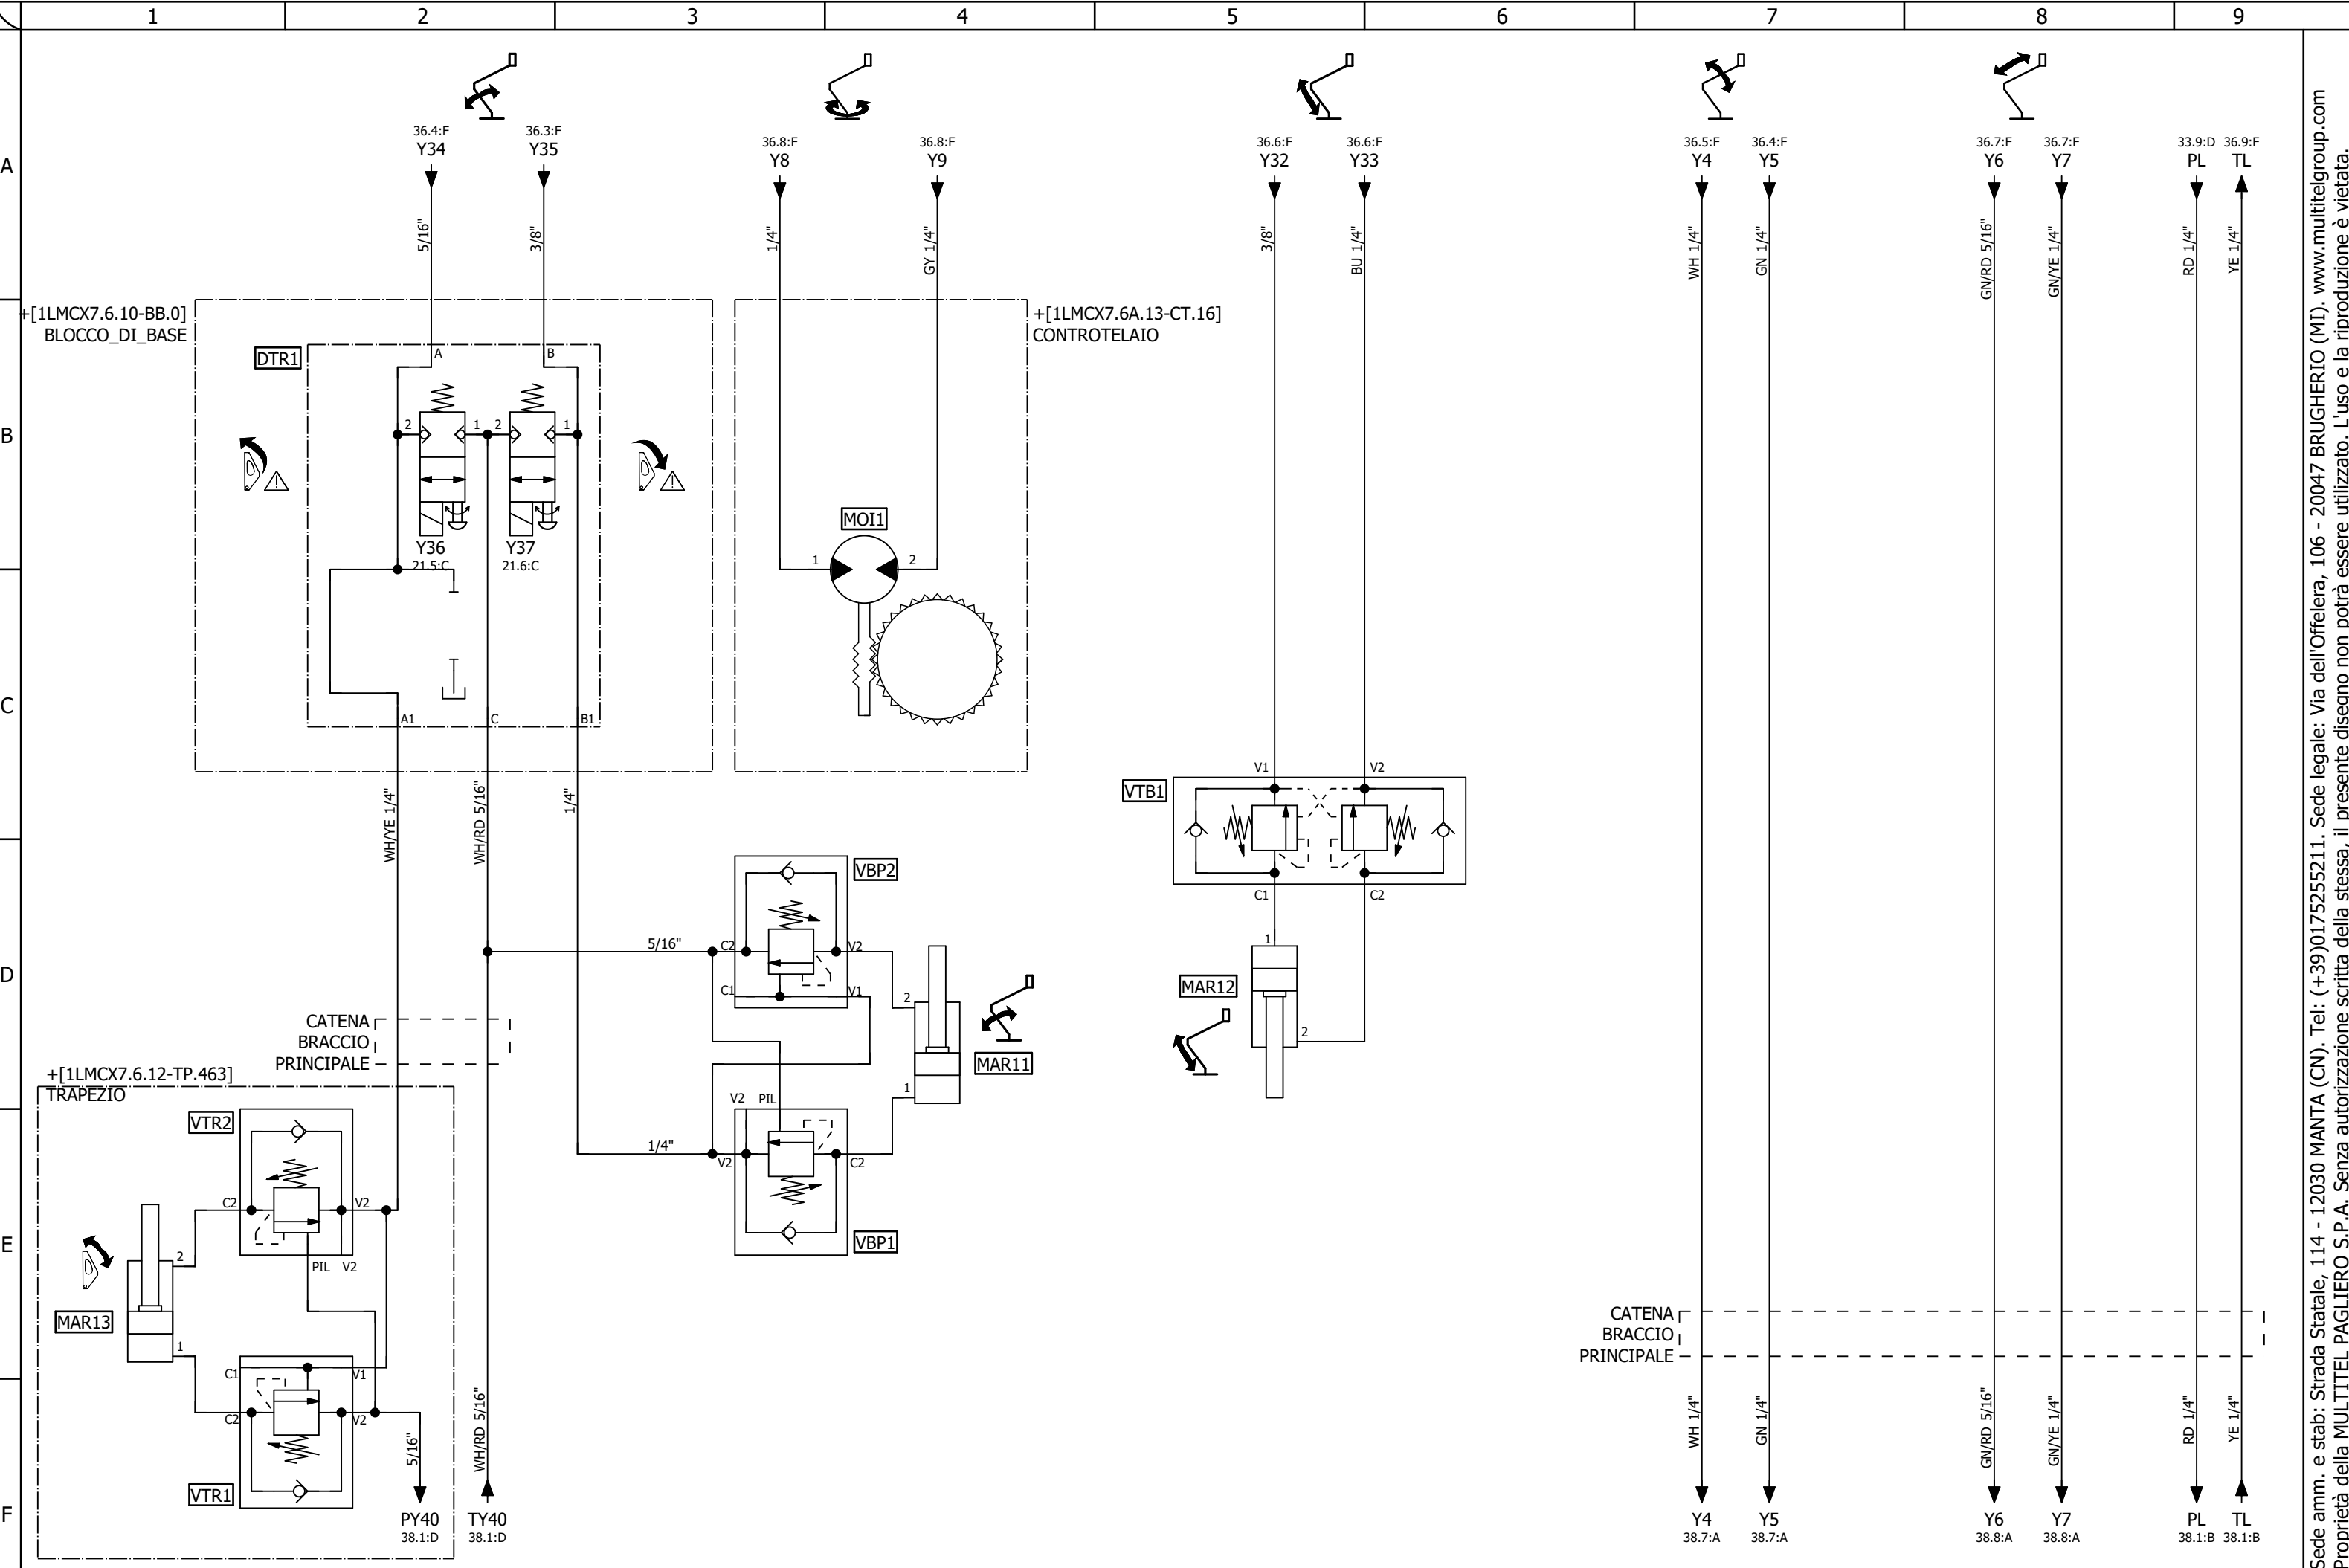 1 2 3 4 5 6 7 8 9
A
36.4:F 36.3:F
Y34 Y35
36.8:F 36.8:F
Y8 Y9
36.6:F 36.6:F
Y32 Y33
36.5:F 36.4:F
Y4 Y5
36.7:F 36.7:F
Y6 Y7
33.9:D 36.9:F
PL TL
5/16"
3/8"
1/4"
GY 1/4"
3/8"
BU 1/4"
WH 1/4"
GN 1/4"
GN/RD 5/16"
GN/YE 1/4"
RD 1/4"
YE 1/4"
+[1LMCX7.6.10-BB.0]
BLOCCO_DI_BASE
+[1LMCX7.6A.13-CT.16]
CONTROTELAIO
DTR1
A B
B
2 1 2 1
Y36 Y37
21.5:C 21.6:C
MOI1
1 2
C
A1 C B1
WH/YE 1/4"
WH/RD 5/16"
1/4"
V1 V2
VTB1
C1 C2
VBP2
D
5/16"
C2 V2
C1 V1
2
1
MAR11
1
MAR12
2
CATENA
BRACCIO
PRINCIPALE
+[1LMCX7.6.12-TP.463]
TRAPEZIO
VTR2
V2 PIL
1/4"
V2 C2
VBP1
E
C2 V2
PIL V2
2
MAR13
1
C1 V1
C2 V2
VTR1
5/16"
WH/RD 5/16"
CATENA
BRACCIO
PRINCIPALE
WH 1/4"
GN 1/4"
GN/RD 5/16"
GN/YE 1/4"
RD 1/4"
YE 1/4"
F
PY40 TY40
38.1:D 38.1:D
Y4 Y5
38.7:A 38.7:A
Y6 Y7
38.8:A 38.8:A
PL TL
38.1:B 38.1:B
Sede amm. e stab: Strada Statale, 114 - 12030 MANTA (CN). Tel: (+39)0175255211. Sede legale: Via dell'Offelera, 106 - 20047 BRUGHERIO (MI). www.multitelgroup.com
Proprietà della MULTITEL PAGLIERO S.P.A. Senza autorizzazione scritta della stessa, il presente disegno non potrà essere utilizzato. L'uso e la riproduzione è vietata.